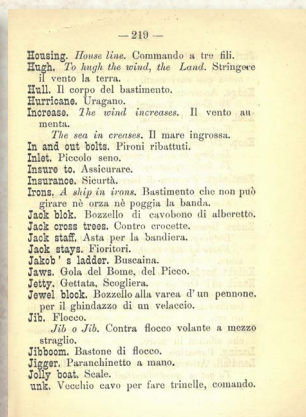 — 219 —
Housing. House line. Commando a tre fili.
Hugh. To hugh the wind, the Land. Stringere
il vento la terra.
Hull. Il corpo del bastimento.
Hurricane. Uragano.
Increase. The wind increases. Il vento au-
menta.
The sea in creases. Il mare ingrossa.
In and out bolts. Pironi ribattuti.
Inlet. Piccolo seno.
Insure to. Assicurare.
Insurance. Sicurtà.
Irons. A ship in irons. Bastimento che non può
girare nè orza nè poggia la banda.
Jack blok. Bozzello di cavobono di alberetto.
Jack cross trees. Contro crocette.
Jack staff. Asta per la bandiera.
Jack stays. Fioritori.
Jakob's ladder. Buscaina.
Jaws. Gola del Bome, del Picco.
Jetty. Gettata, Scogliera.
Jewel block. Bozzello alla varea d'un pennone.
per il ghindazzo di un velaccio.
Jib. Flocco.
Jib o Jib. Contra flocco volante a mezzo
straglio.
Jibboom. Bastone di flocco.
Jigger. Paranchinetto a mano.
Jolly boat. Scale.
unk. Vecchio cavo per fare trinelle, comando.